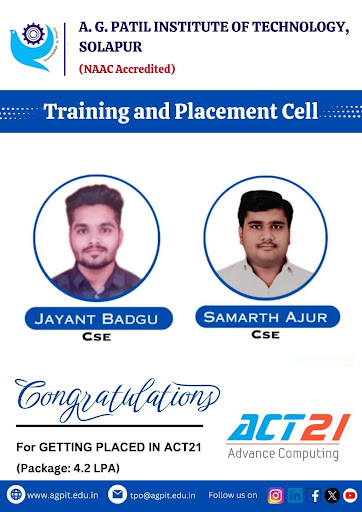 A. G. PATIL INSTITUTE OF TECHNOLOGY,
SOLAPUR
(NAAC Accredited)
Training and Placement Cell
JAYANT BADGU
CSE
SAMARTH AJUR
CSE
Congratulations
For GETTING PLACED IN ACT21
(Package: 4.2 LPA)
ACT21
Advance Computing
www.agpit.edu.in
tpo@agpit.edu.in
Follow us on